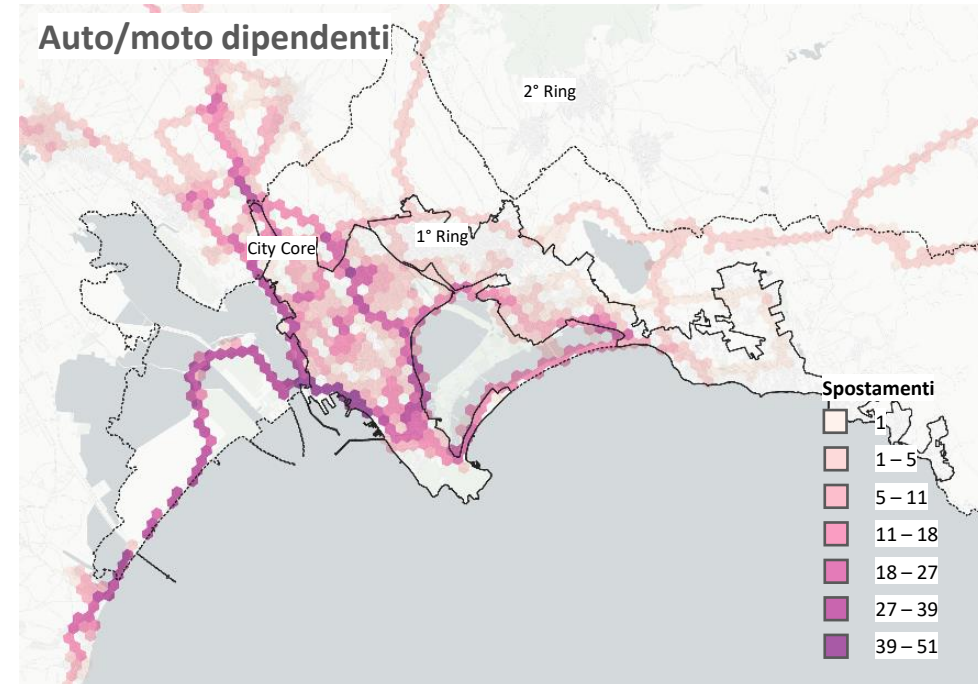 Auto/moto dipendenti
2° Ring
City Core
1° Ring
Spostamenti
1
1 – 5
5 – 11
11 – 18
18 – 27
27 – 39
39 – 51